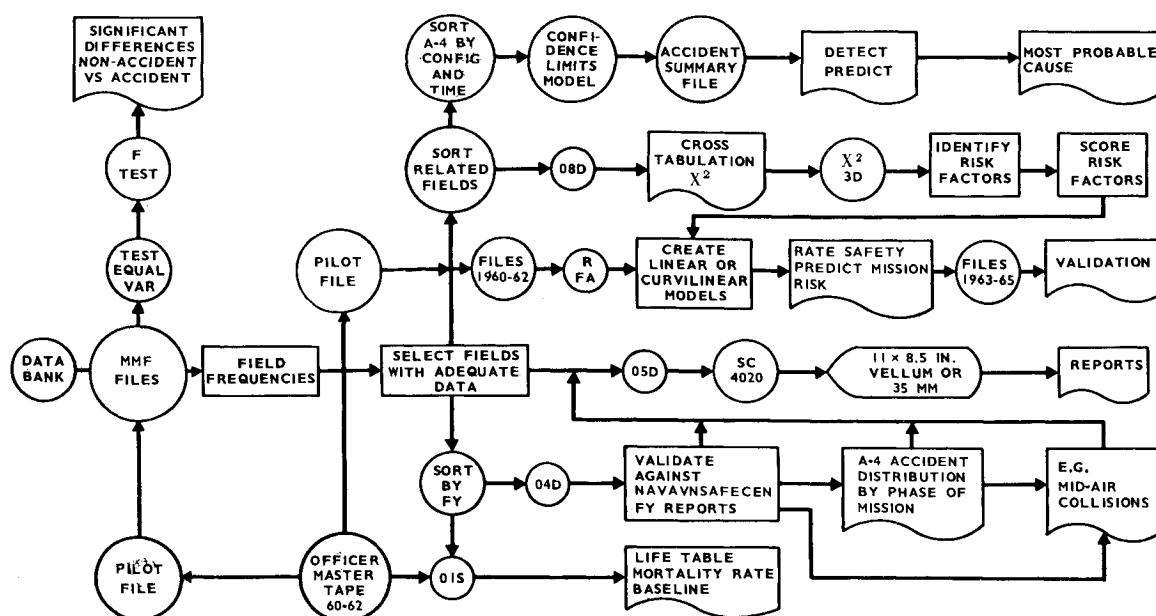 SIGNIFICANT
DIFFERENCES
NON-ACCIDENT
VS ACCIDENT
F
TEST
TEST
EQUAL
VAR
DATA
BANK
MMF
FILES
FIELD
FREQUENCIES
PILOT
FILE
PILOT
FILE
OFFICER
MASTER
TAPE
60-62
SORT
A-4 BY
CONFIG
AND
TIME
CONFI-
DENCE
LIMITS
MODEL
ACCIDENT
SUMMARY
FILE
DETECT
PREDICT
MOST PROBABLE
CAUSE
SORT
RELATED
FIELDS
08D
CROSS
TABULATION
X²
X²
3D
IDENTIFY
RISK
FACTORS
SCORE
RISK
FACTORS
FILES
1960-62
R
FA
CREATE
LINEAR OR
CURVILINEAR
MODELS
RATE SAFETY
PREDICT MISSION
RISK
FILES
1963-65
VALIDATION
SELECT FIELDS
WITH ADEQUATE
DATA
05D
SC
4020
11 × 8.5 IN.
VELLUM OR
35 MM
REPORTS
SORT
BY
FY
04D
VALIDATE
AGAINST
NAVAVNSAFECEN
FY REPORTS
A-4 ACCIDENT
DISTRIBUTION
BY PHASE OF
MISSION
E.G.
MID-AIR
COLLISIONS
01S
LIFE TABLE
MORTALITY RATE
BASELINE